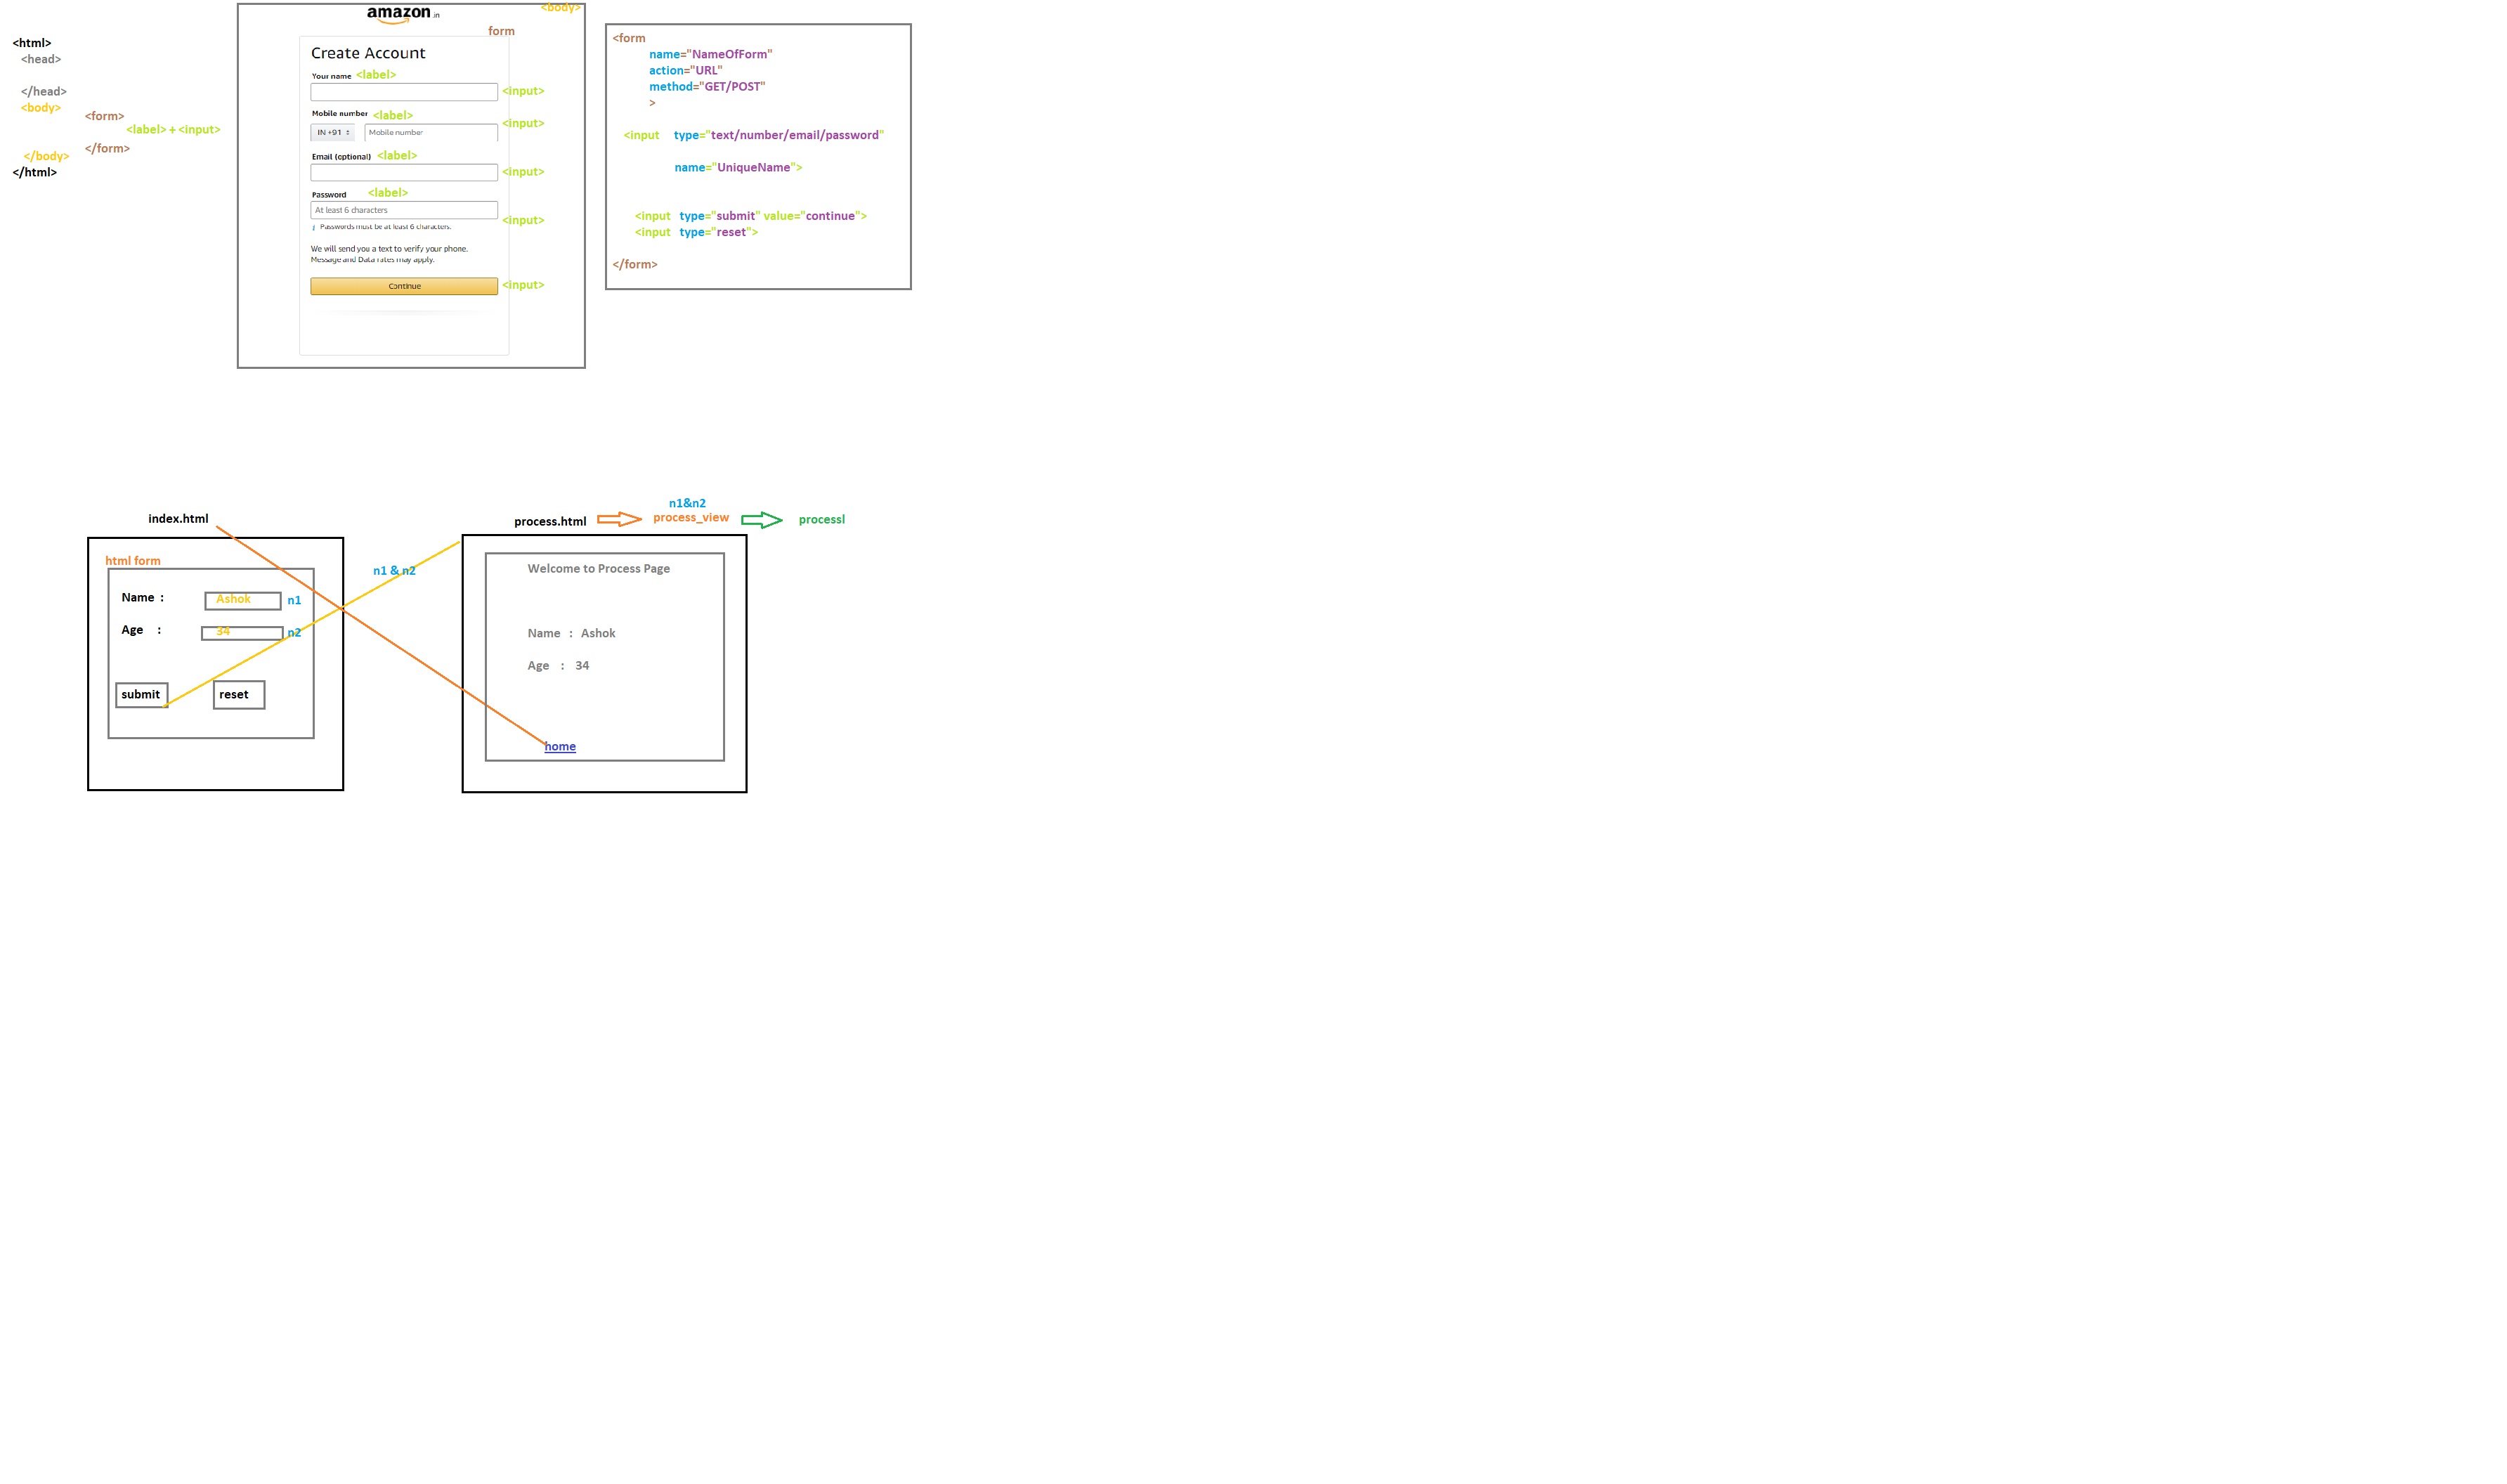 <html>
<head>
</head>
<body>
<form>
<label> + <input>
</form>
</body>
</html>
amazon.in
<body>
form
Create Account
Your name <label>
<input>
Mobile number <label>
IN +91 Mobile number <input>
Email (optional) <label>
<input>
Password <label>
At least 6 characters
<input>
i Passwords must be at least 6 characters.
We will send you a text to verify your phone.
Message and Data rates may apply.
Continue <input>
<form
name="NameOfForm"
action="URL"
method="GET/POST"
>
<input type="text/number/email/password"
name="UniqueName">
<input type="submit" value="continue">
<input type="reset">
</form>
index.html
html form
Name : Ashok n1
Age : 34 n2
submit reset
n1 & n2
n1&n2
process.html process_view processl
Welcome to Process Page
Name : Ashok
Age : 34
home